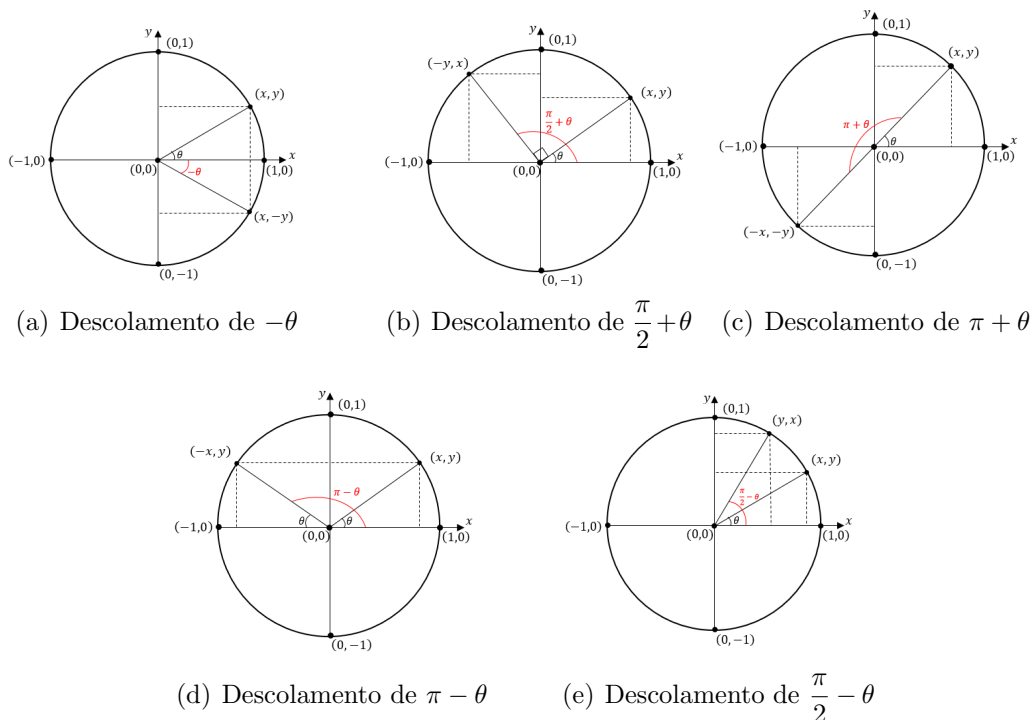 y
(0,1)
(x, y)
θ
−θ
(−1,0)
(0,0)
(1,0)
x
(x, −y)
(0, −1)
(a) Descolamento de −θ
y
(0,1)
(−y, x)
(x, y)
π/2 + θ
θ
(−1,0)
(0,0)
(1,0)
x
(0, −1)
(b) Descolamento de π/2 + θ
y
(0,1)
(x, y)
π + θ
θ
(−1,0)
(0,0)
(1,0)
x
(−x, −y)
(0, −1)
(c) Descolamento de π + θ
y
(0,1)
(−x, y)
(x, y)
π − θ
θ
θ
(−1,0)
(0,0)
(1,0)
x
(0, −1)
(d) Descolamento de π − θ
y
(0,1)
(y, x)
(x, y)
π/2 − θ
θ
(−1,0)
(0,0)
(1,0)
x
(0, −1)
(e) Descolamento de π/2 − θ